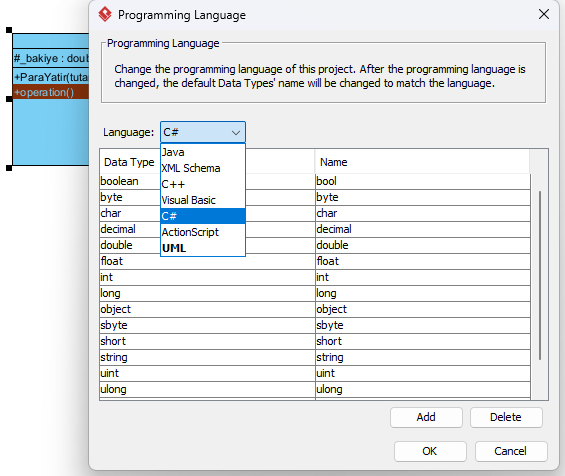 Programming Language
#_bakiye : doub
+ParaYatir(tuta
+operation()
Programming Language
Change the programming language of this project. After the programming language is
changed, the default Data Types' name will be changed to match the language.
Language: C#
Java
XML Schema
C++
Visual Basic
C#
ActionScript
UML
Data Type Name
boolean bool
byte byte
char char
decimal decimal
double double
float float
int int
long long
object object
sbyte sbyte
short short
string string
uint uint
ulong ulong
Add Delete
OK Cancel